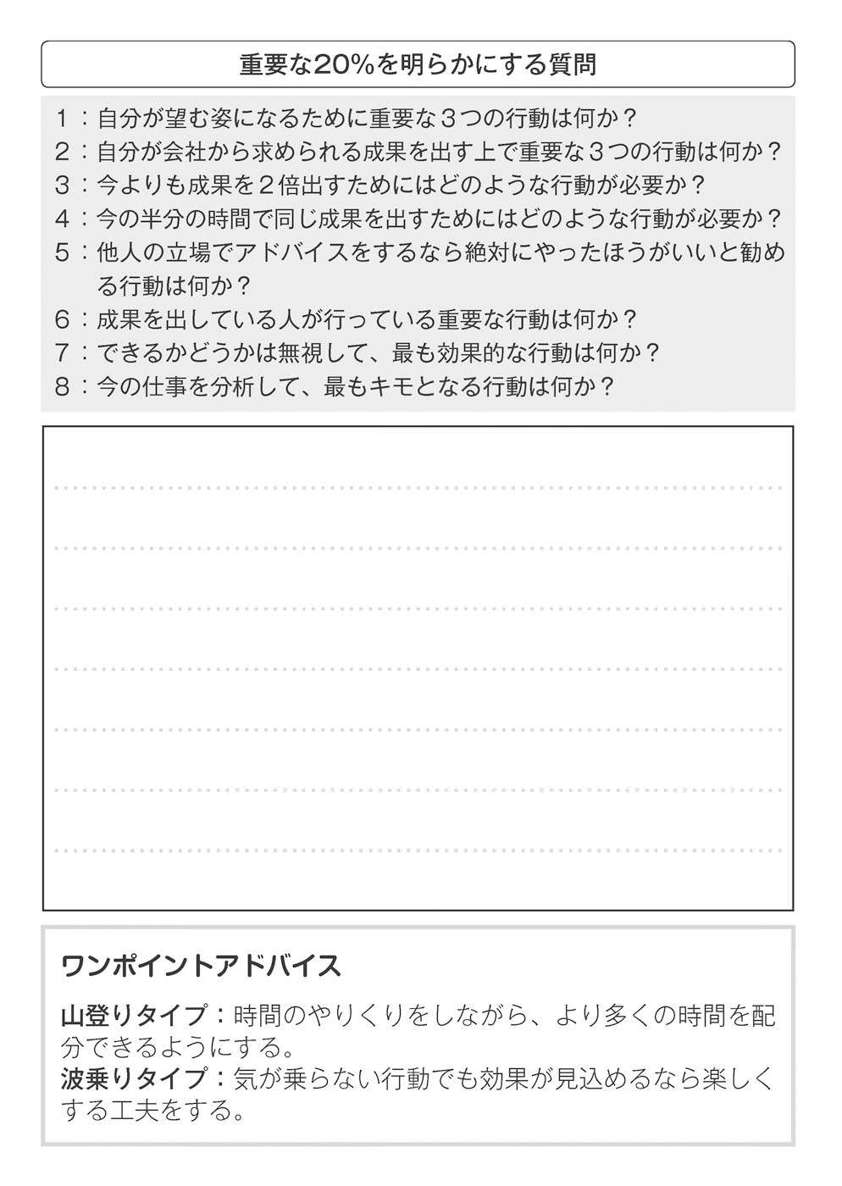 重要な20%を明らかにする質問
1：自分が望む姿になるために重要な3つの行動は何か？
2：自分が会社から求められる成果を出す上で重要な3つの行動は何か？
3：今よりも成果を2倍出すためにはどのような行動が必要か？
4：今の半分の時間で同じ成果を出すためにはどのような行動が必要か？
5：他人の立場でアドバイスをするなら絶対にやったほうがいいと勧め
る行動は何か？
6：成果を出している人が行っている重要な行動は何か？
7：できるかどうかは無視して、最も効果的な行動は何か？
8：今の仕事を分析して、最もキモとなる行動は何か？
ワンポイントアドバイス
山登りタイプ：時間のやりくりをしながら、より多くの時間を配
分できるようにする。
波乗りタイプ：気が乗らない行動でも効果が見込めるなら楽しく
する工夫をする。